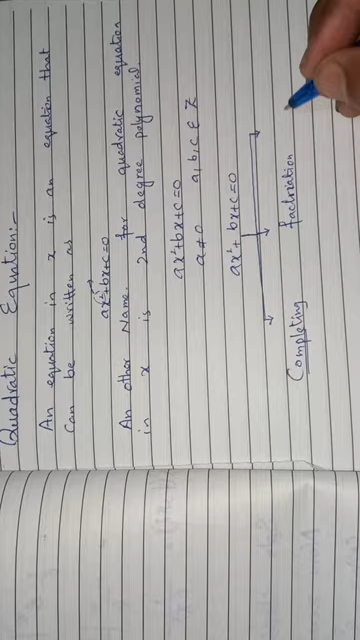 Quadratic Equation:-
An equation in x is an equation that
can be written as
ax²+bx+c=0
An other Name for quadratic equation
in x is 2nd degree polynomial.
ax²+bx+c=0
a≠0 a,b,c ∈ Z
ax²+bx+c=0
Completing factriation